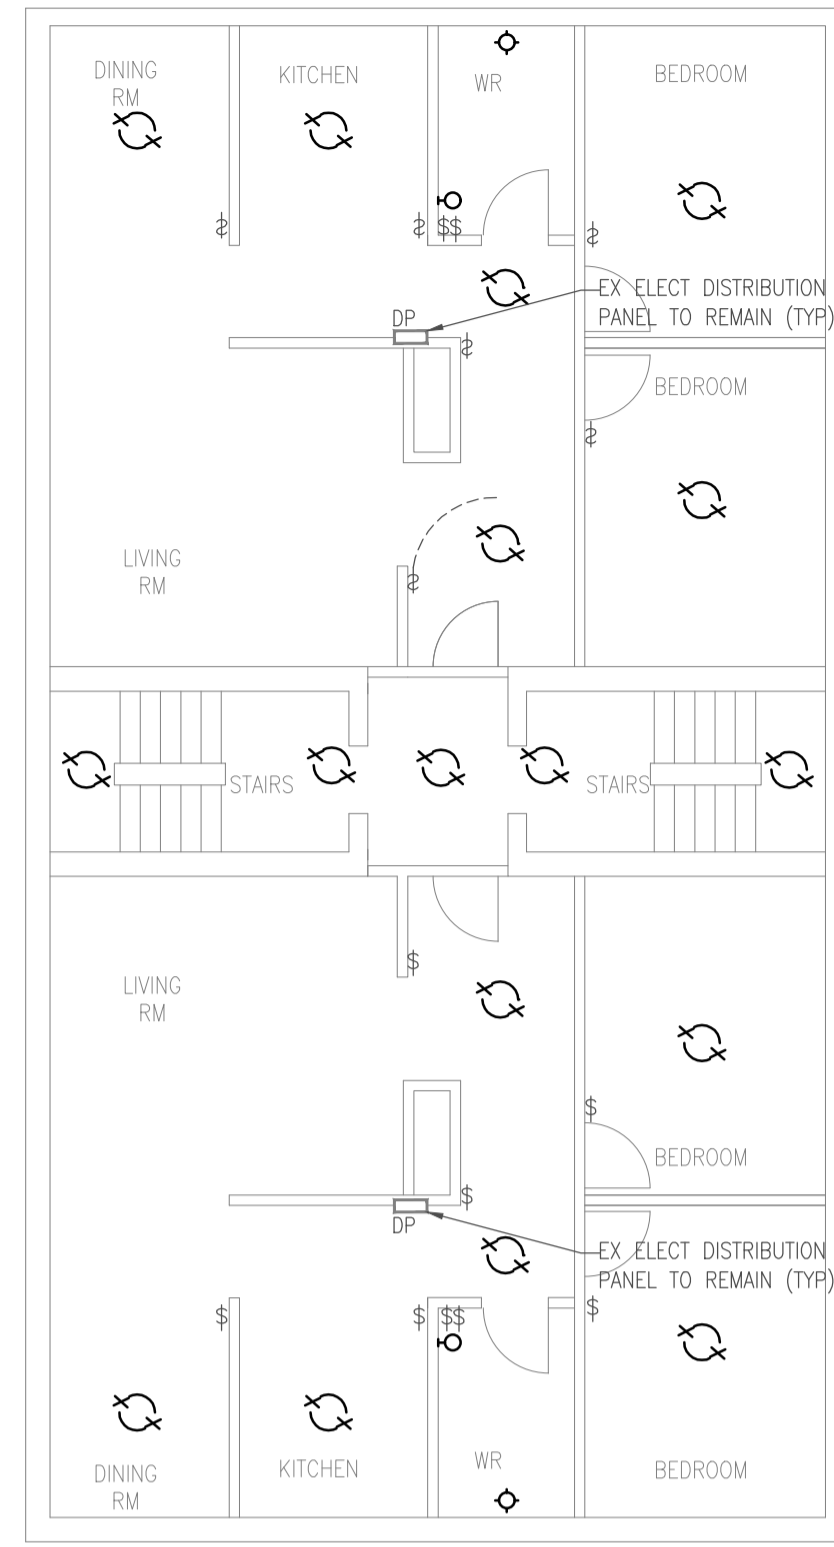 DINING
RM
KITCHEN
WR
BEDROOM
$
$
$$
$
EX ELECT DISTRIBUTION
PANEL TO REMAIN (TYP)
DP
$
BEDROOM
$
LIVING
RM
$
STAIRS
STAIRS
$
LIVING
RM
$
BEDROOM
$
DP
EX ELECT DISTRIBUTION
PANEL TO REMAIN (TYP)
$
$
$$
$
DINING
RM
KITCHEN
WR
BEDROOM